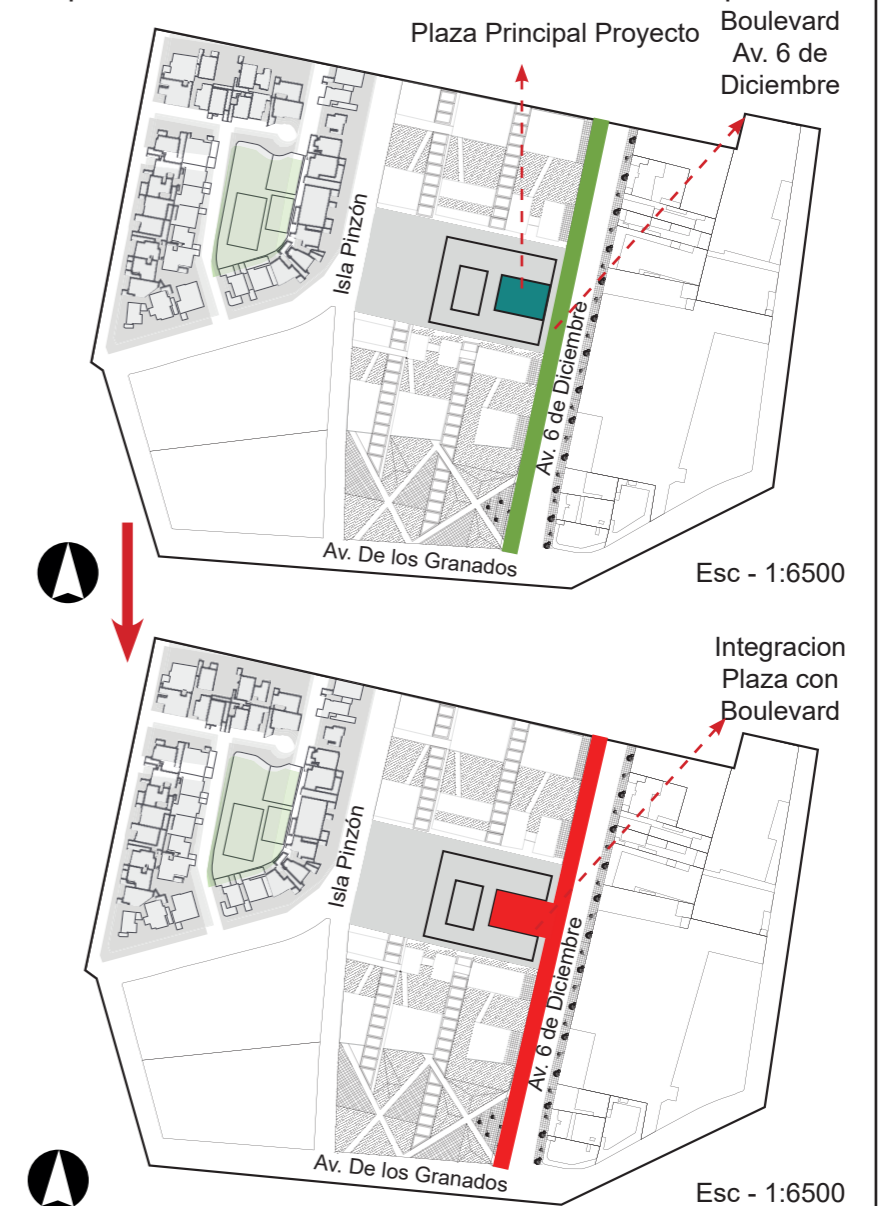 Plaza Principal Proyecto
Boulevard
Av. 6 de
Diciembre
Isla Pinzón
Av. 6 de Diciembre
Av. De los Granados
Esc - 1:6500
Integracion
Plaza con
Boulevard
Isla Pinzón
Av. 6 de Diciembre
Av. De los Granados
Esc - 1:6500